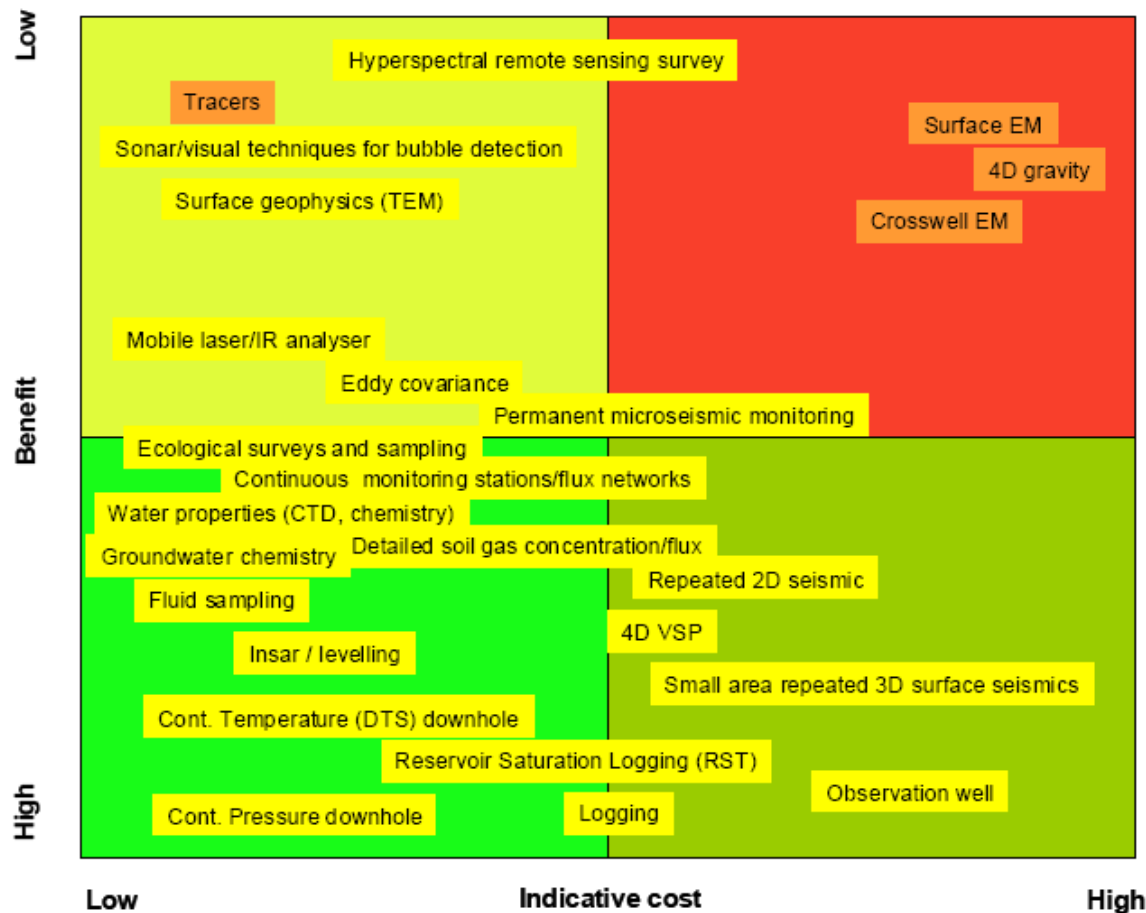 Low
Hyperspectral remote sensing survey
Tracers
Surface EM
Sonar/visual techniques for bubble detection
4D gravity
Surface geophysics (TEM)
Crosswell EM
Mobile laser/IR analyser
Eddy covariance
Benefit
Permanent microseismic monitoring
Ecological surveys and sampling
Continuous monitoring stations/flux networks
Water properties (CTD, chemistry)
Groundwater chemistry
Detailed soil gas concentration/flux
Repeated 2D seismic
Fluid sampling
4D VSP
Insar / levelling
Small area repeated 3D surface seismics
Cont. Temperature (DTS) downhole
Reservoir Saturation Logging (RST)
Observation well
High
Cont. Pressure downhole
Logging
Low
Indicative cost
High